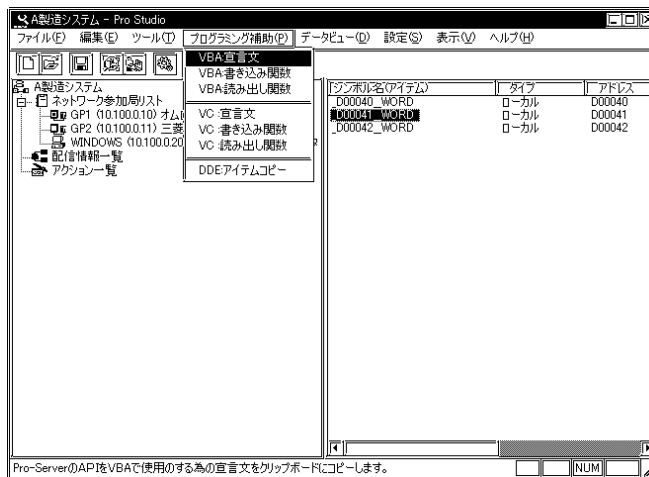 A製造システム - Pro Studio
ファイル(F) 編集(E) ツール(T) プログラミング補助(P) データビュー(D) 設定(S) 表示(V) ヘルプ(H)
VBA:宣言文
VBA:書き込み関数
VBA:読み出し関数
VC :宣言文
VC :書き込み関数
VC :読み出し関数
DDE:アイテムコピー
A製造システム
ネットワーク参加局リスト
GP1 (10.100.0.10) オム
GP2 (10.100.0.11) 三菱
WINDOWS (10.100.0.20)
配信情報一覧
アクション一覧
シンボル名(アイテム) タイプ アドレス
_D00040_WORD ローカル D00040
_D00041_WORD ローカル D00041
_D00042_WORD ローカル D00042
Pro-ServerのAPIをVBAで使用のする為の宣言文をクリップボードにコピーします。
NUM